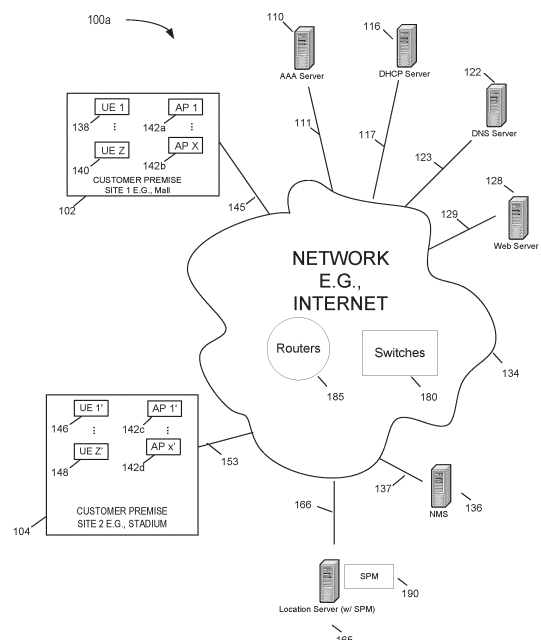 100a
110
116
AAA Server
DHCP Server
122
DNS Server
111
117
123
128
129
Web Server
UE 1
AP 1
138
142a
⋮
⋮
UE Z
AP X
140
142b
CUSTOMER PREMISE
SITE 1 E.G., Mall
102
145
NETWORK
E.G.,
INTERNET
Routers
Switches
185
180
134
UE 1'
AP 1'
146
142c
⋮
⋮
UE Z'
AP x'
148
142d
153
CUSTOMER PREMISE
SITE 2 E.G., STADIUM
104
137
136
NMS
166
SPM
190
Location Server (w/ SPM)
165